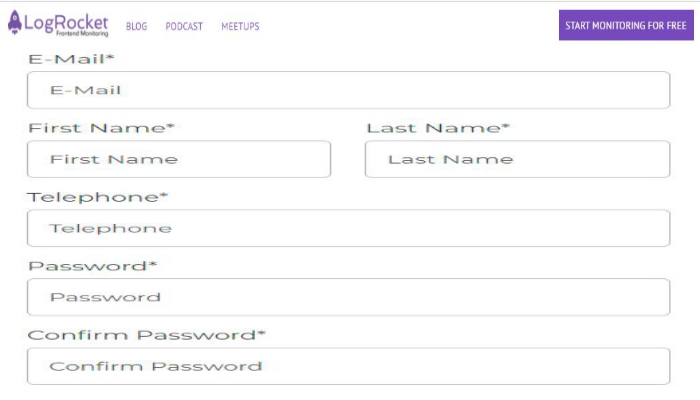 LogRocket
Frontend Monitoring
BLOG PODCAST MEETUPS START MONITORING FOR FREE
E-Mail*
E-Mail
First Name* Last Name*
First Name Last Name
Telephone*
Telephone
Password*
Password
Confirm Password*
Confirm Password